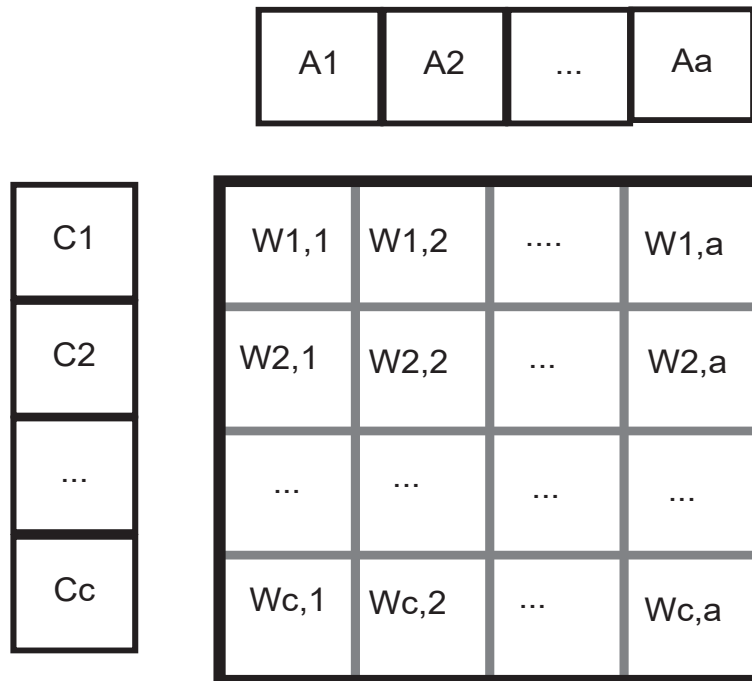 A1 A2 ... Aa
C1 W1,1 W1,2 .... W1,a
C2 W2,1 W2,2 ... W2,a
... ... ... ... ...
Cc Wc,1 Wc,2 ... Wc,a